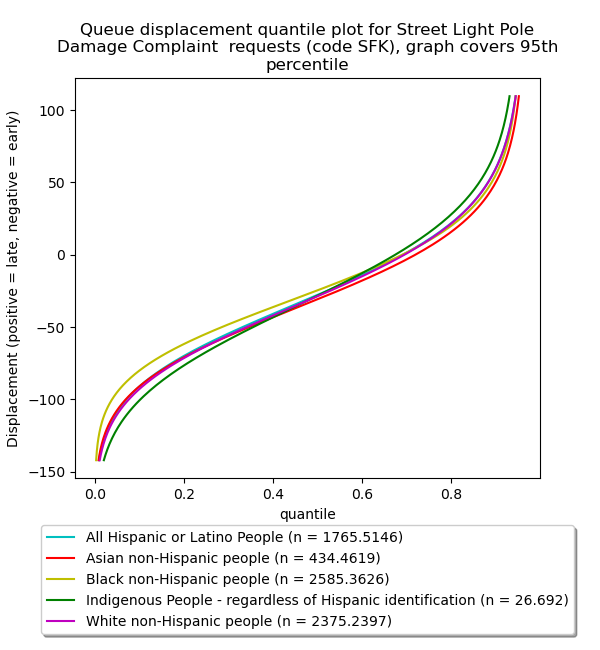 Queue displacement quantile plot for Street Light Pole
Damage Complaint  requests (code SFK), graph covers 95th
percentile
Displacement (positive = late, negative = early)
100
50
0
−50
−100
−150
0.0
0.2
0.4
0.6
0.8
quantile
All Hispanic or Latino People (n = 1765.5146)
Asian non-Hispanic people (n = 434.4619)
Black non-Hispanic people (n = 2585.3626)
Indigenous People - regardless of Hispanic identification (n = 26.692)
White non-Hispanic people (n = 2375.2397)